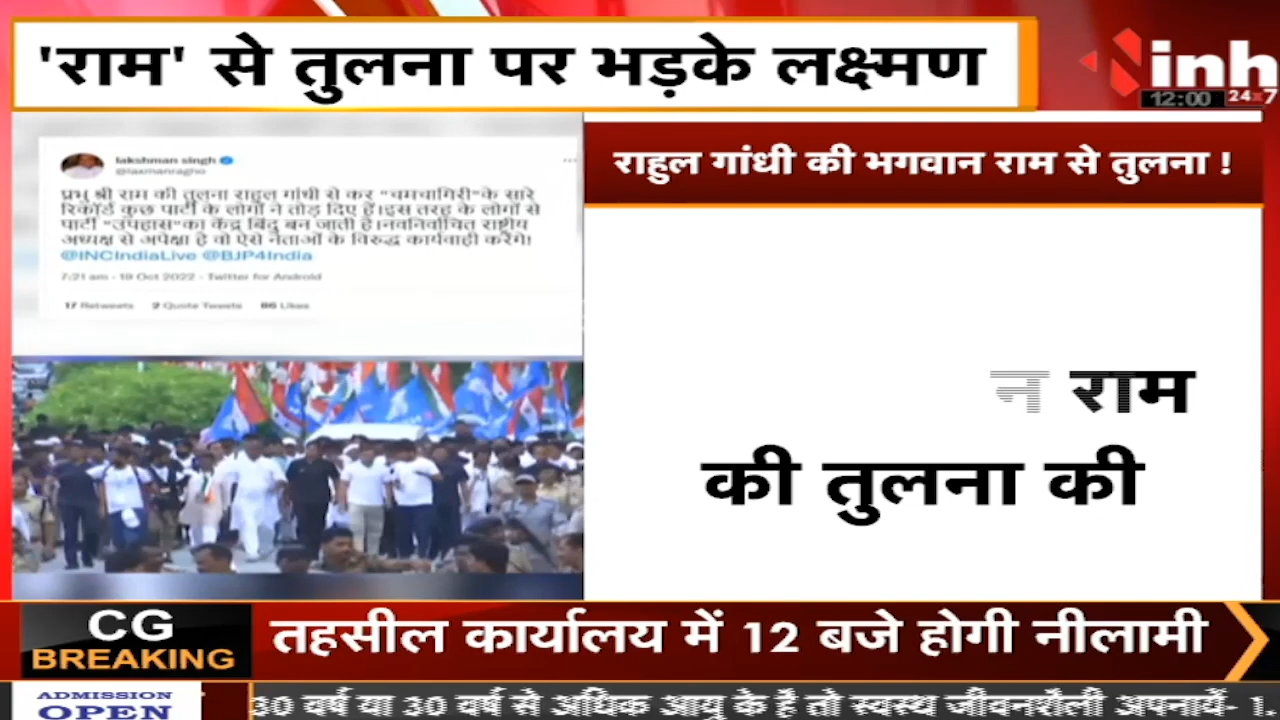 'राम' से तुलना पर भड़के लक्ष्मण
inh
12:00
24x7
lakshman singh
@laxmanragho
प्रभु श्री राम की तुलना राहुल गांधी से कर "चमचागिरी"के सारे
रिकॉर्ड कुछ पार्टी के लोगों ने तोड़ दिए हैं।इस तरह के लोगों से
पार्टी "उपहास"का केंद्र बिंदु बन जाती है।नवनिर्वाचित राष्ट्रीय
अध्यक्ष से अपेक्षा है वो ऐसे नेताओं के विरुद्ध कार्यवाही करेंगे!
@INCIndiaLive @BJP4India
7:21 am - 19 Oct 2022 - Twitter for Android
17 Retweets 2 Quote Tweets 86 Likes
राहुल गांधी की भगवान राम से तुलना !
न राम
की तुलना की
CG
BREAKING
तहसील कार्यालय में 12 बजे होगी नीलामी
ADMISSION
OPEN
30 वर्ष या 30 वर्ष से अधिक आयु के हैं तो स्वस्थ जीवनशैली अपनायें- 1.